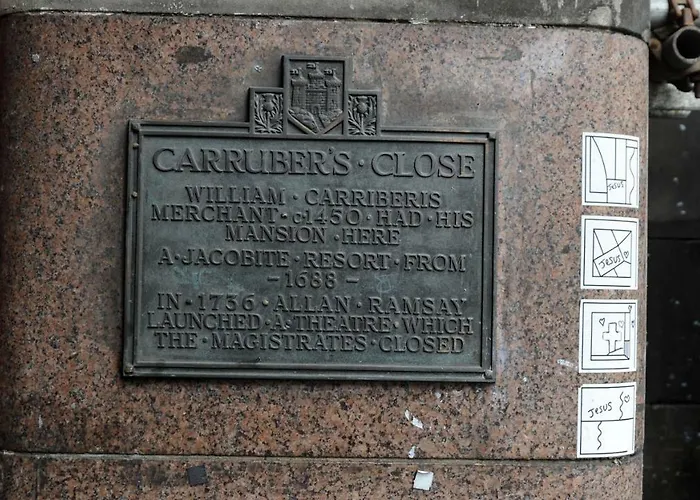 CARRUBER'S · CLOSE
WILLIAM · CARRIBERIS
MERCHANT · c1450 · HAD · HIS
MANSION · HERE
A · JACOBITE · RESORT · FROM
– 1688 –
IN · 1736 · ALLAN · RAMSAY
LAUNCHED · A · THEATRE · WHICH
THE · MAGISTRATES · CLOSED
JESUS
JESUS
JESUS